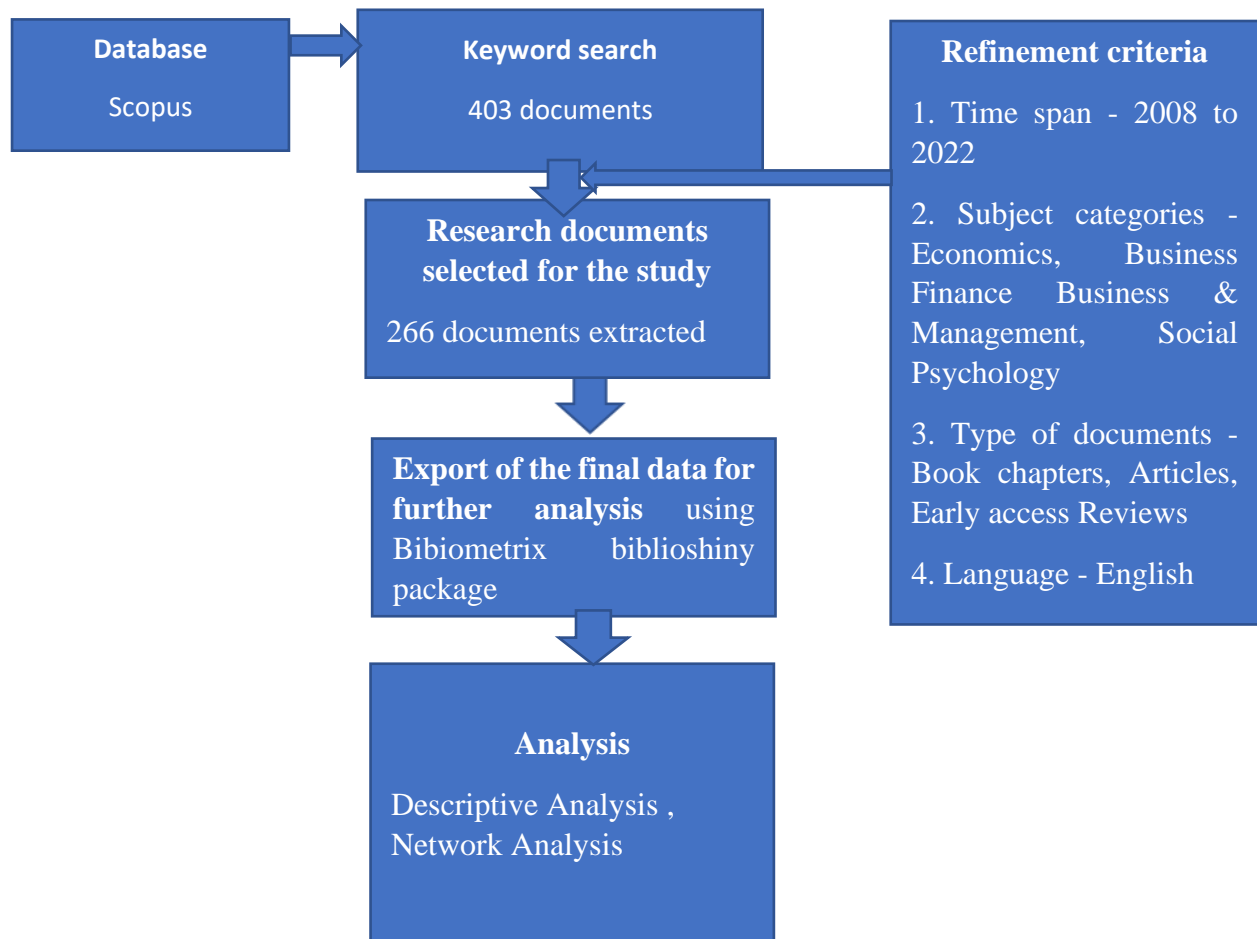 Database
Scopus
Keyword search
403 documents
Refinement criteria
1. Time span - 2008 to
2022
2. Subject categories -
Economics, Business
Finance Business &
Management, Social
Psychology
3. Type of documents -
Book chapters, Articles,
Early access Reviews
4. Language - English
Research documents
selected for the study
266 documents extracted
Export of the final data for
further analysis using
Bibiometrix biblioshiny
package
Analysis
Descriptive Analysis ,
Network Analysis